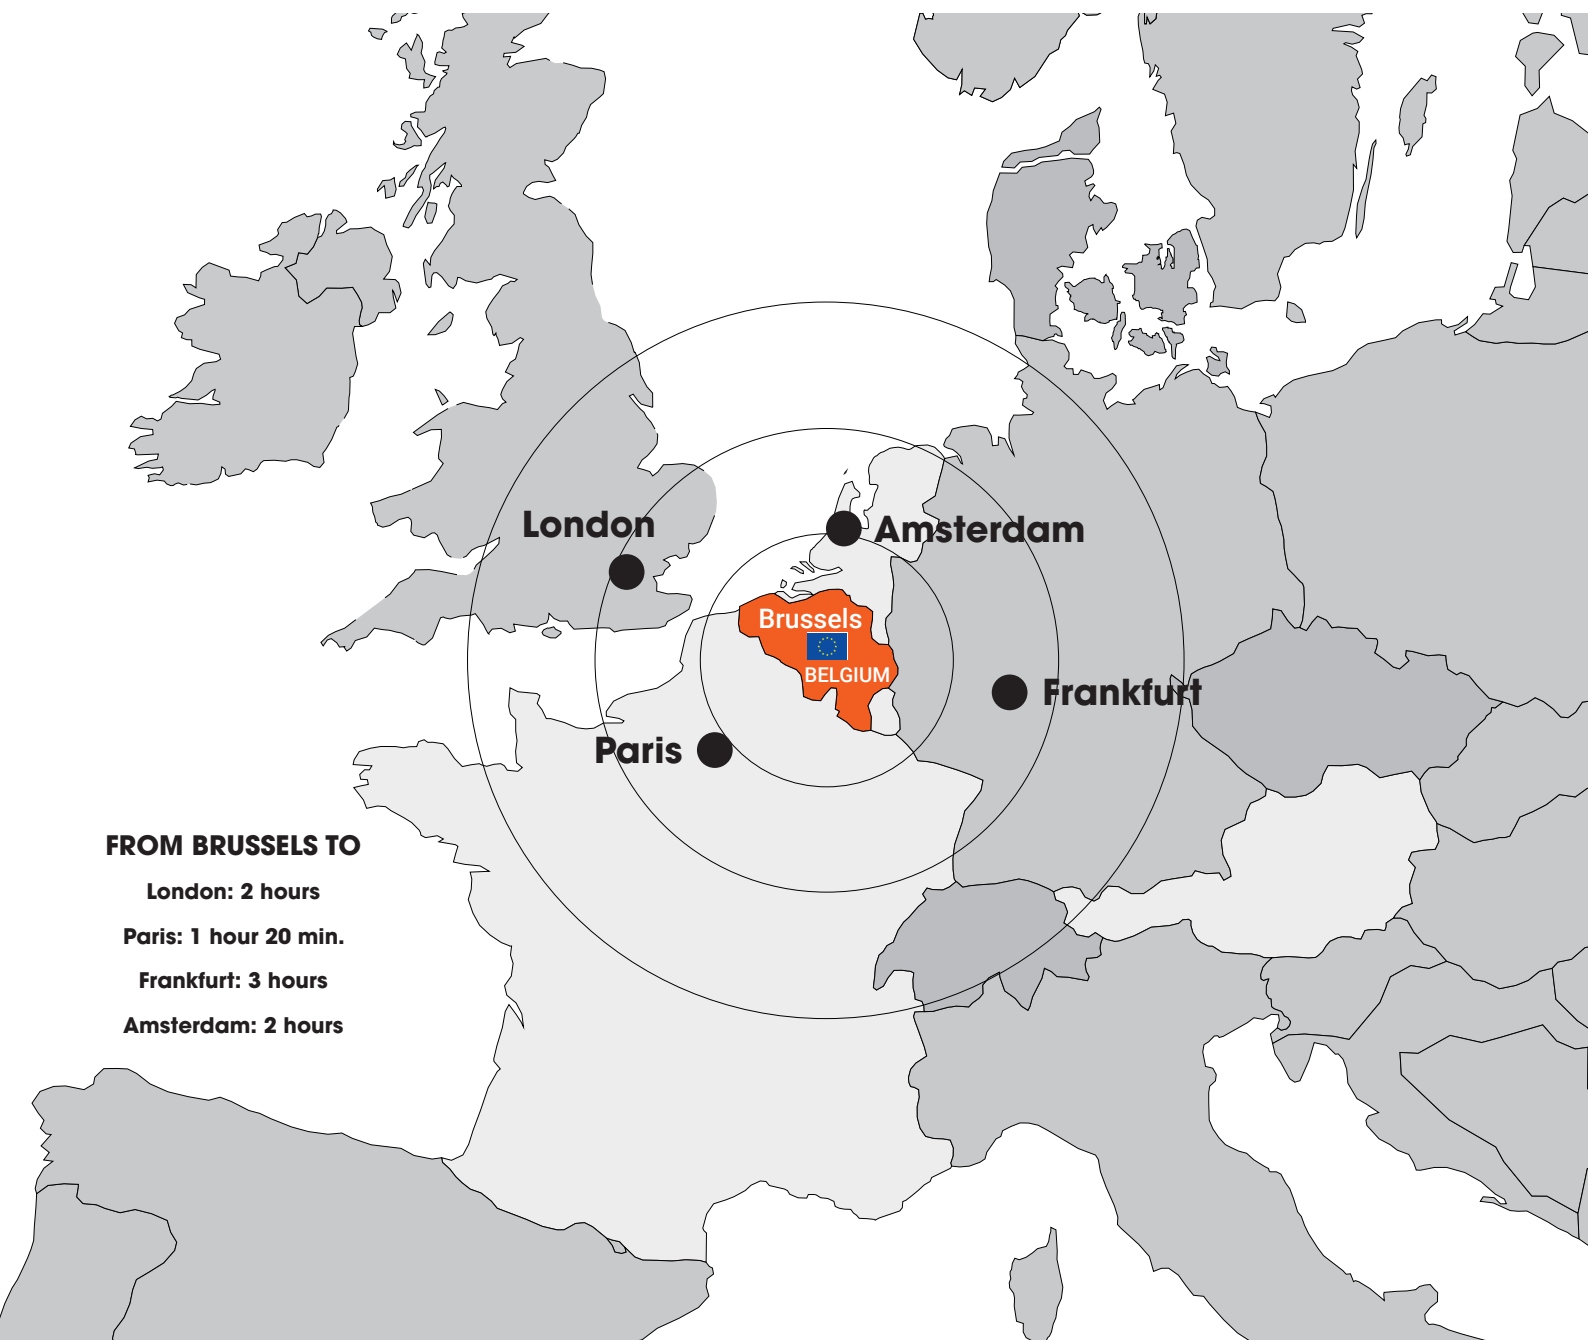 London
Amsterdam
Brussels
BELGIUM
Frankfurt
Paris
FROM BRUSSELS TO
London: 2 hours
Paris: 1 hour 20 min.
Frankfurt: 3 hours
Amsterdam: 2 hours